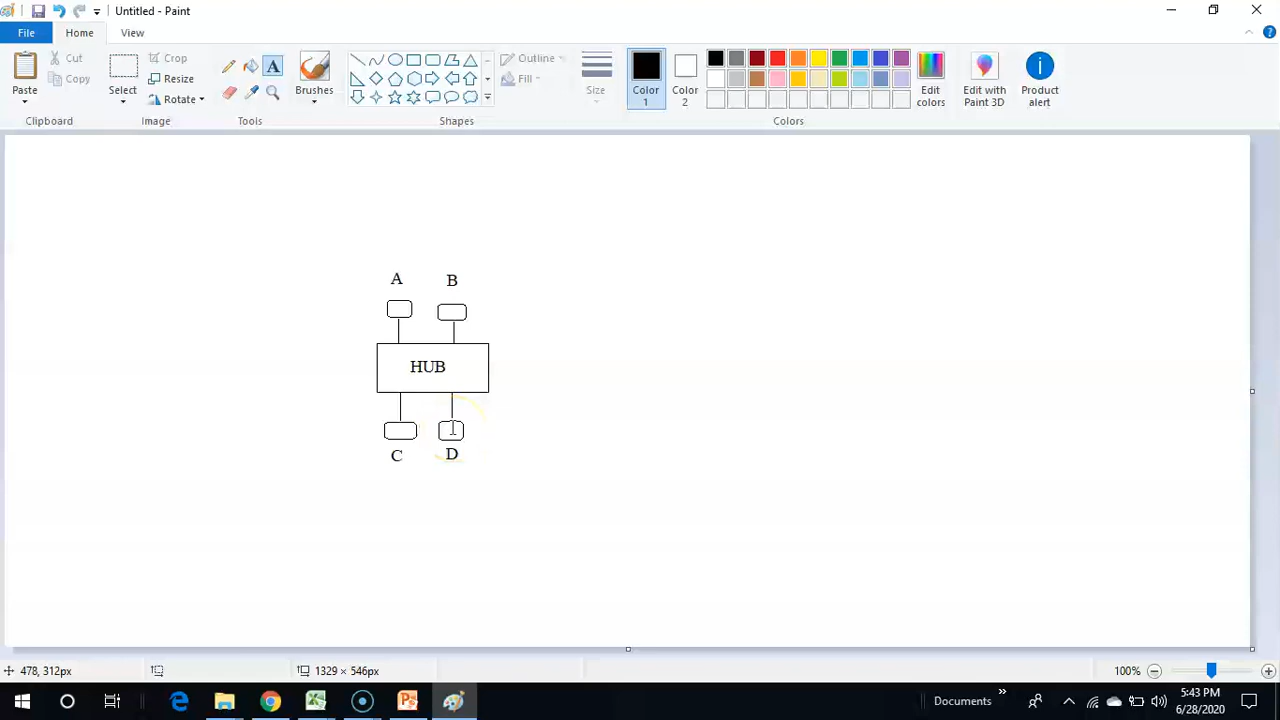 Untitled - Paint
File
Home
View
Paste
Cut
Copy
Clipboard
Select
Crop
Resize
Rotate
Image
A
Tools
Brushes
Shapes
Outline
Fill
Size
Color 1
Color 2
Edit colors
Colors
Edit with Paint 3D
Product alert
A B
HUB
C D
478, 312px
1329 × 546px
100%
Documents
5:43 PM
6/28/2020